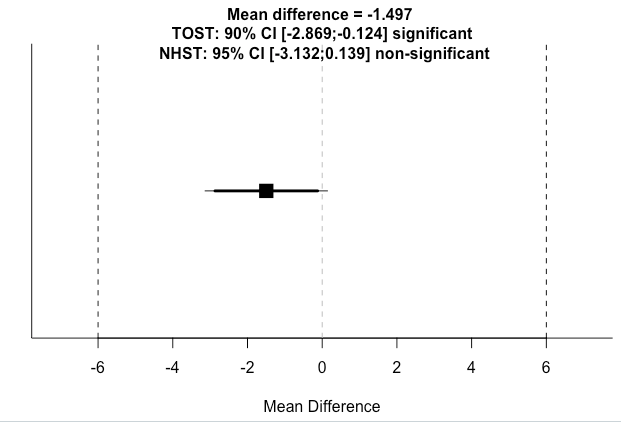 Mean difference = -1.497
TOST: 90% CI [-2.869;-0.124] significant
NHST: 95% CI [-3.132;0.139] non-significant
-6 -4 -2 0 2 4 6
Mean Difference